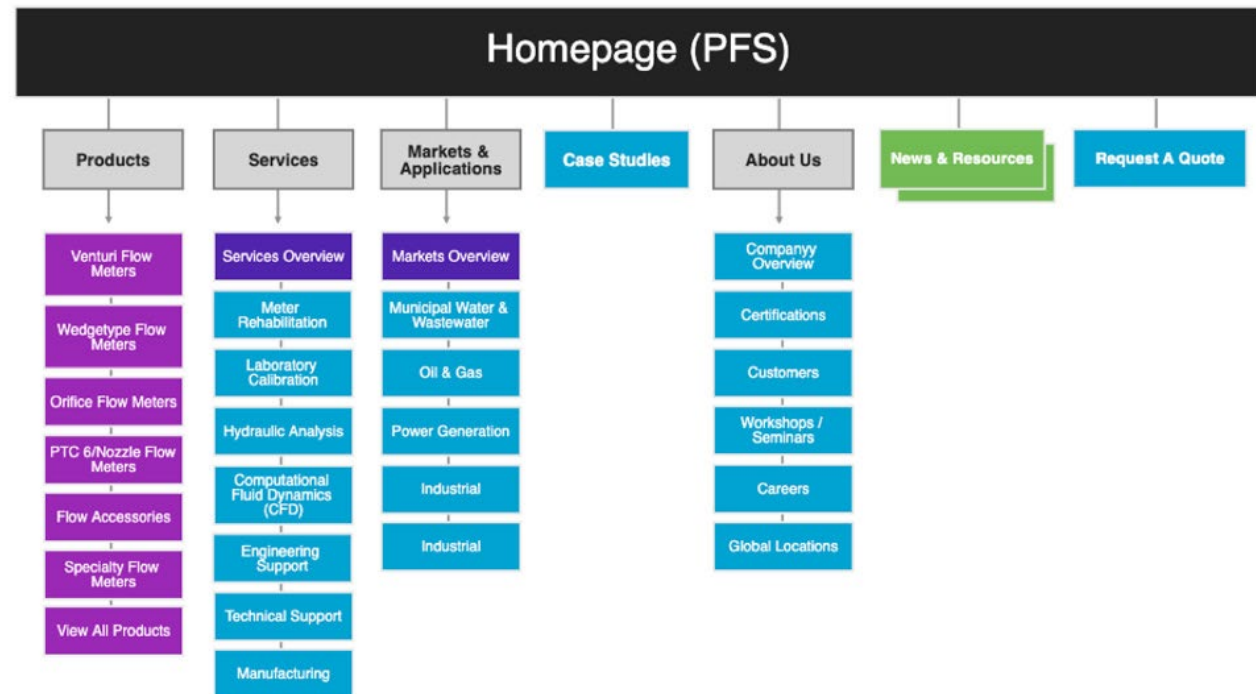 Homepage (PFS)
Products
Services
Markets &
Applications
Case Studies
About Us
News & Resources
Request A Quote
Venturi Flow
Meters
Wedgetype Flow
Meters
Orifice Flow Meters
PTC 6/Nozzle Flow
Meters
Flow Accessories
Specialty Flow
Meters
View All Products
Services Overview
Meter
Rehabilitation
Laboratory
Calibration
Hydraulic Analysis
Computational
Fluid Dynamics
(CFD)
Engineering
Support
Technical Support
Manufacturing
Markets Overview
Municipal Water &
Wastewater
Oil & Gas
Power Generation
Industrial
Industrial
Companyy
Overview
Certifications
Customers
Workshops /
Seminars
Careers
Global Locations